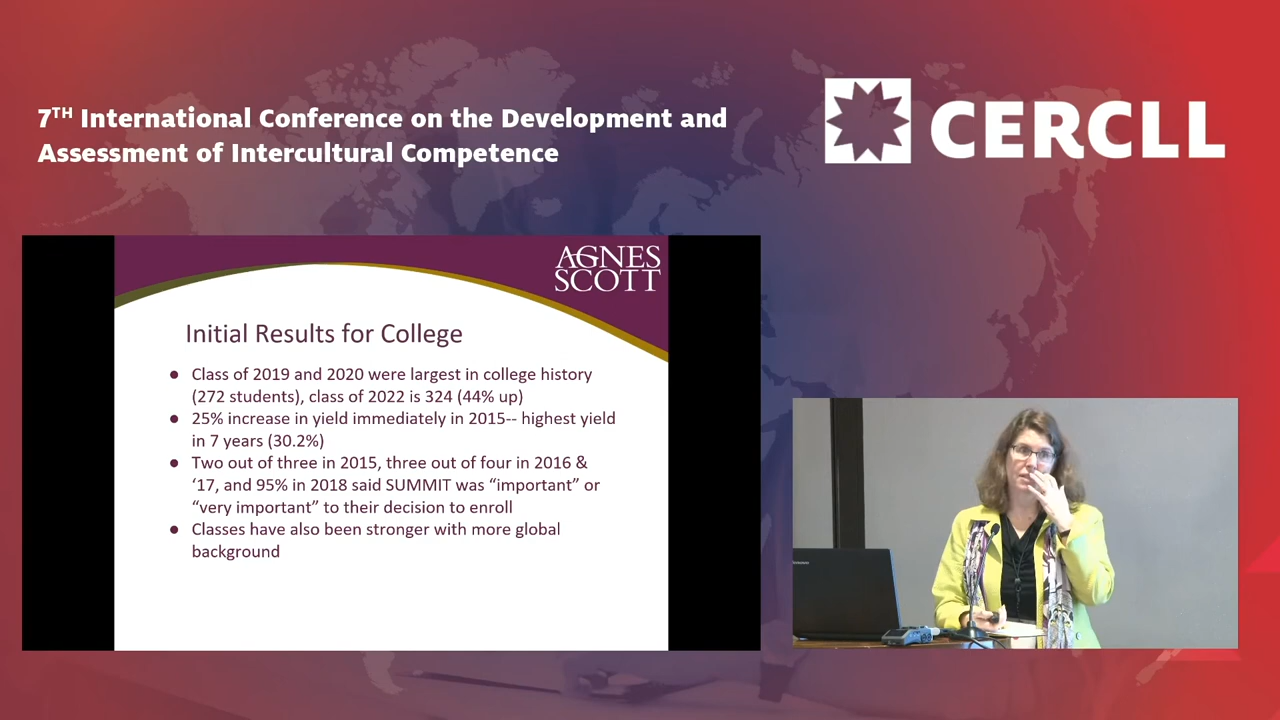 7TH International Conference on the Development and
Assessment of Intercultural Competence
CERCLL
AGNES
SCOTT
Initial Results for College
● Class of 2019 and 2020 were largest in college history
(272 students), class of 2022 is 324 (44% up)
● 25% increase in yield immediately in 2015-- highest yield
in 7 years (30.2%)
● Two out of three in 2015, three out of four in 2016 &
‘17, and 95% in 2018 said SUMMIT was “important” or
“very important” to their decision to enroll
● Classes have also been stronger with more global
background